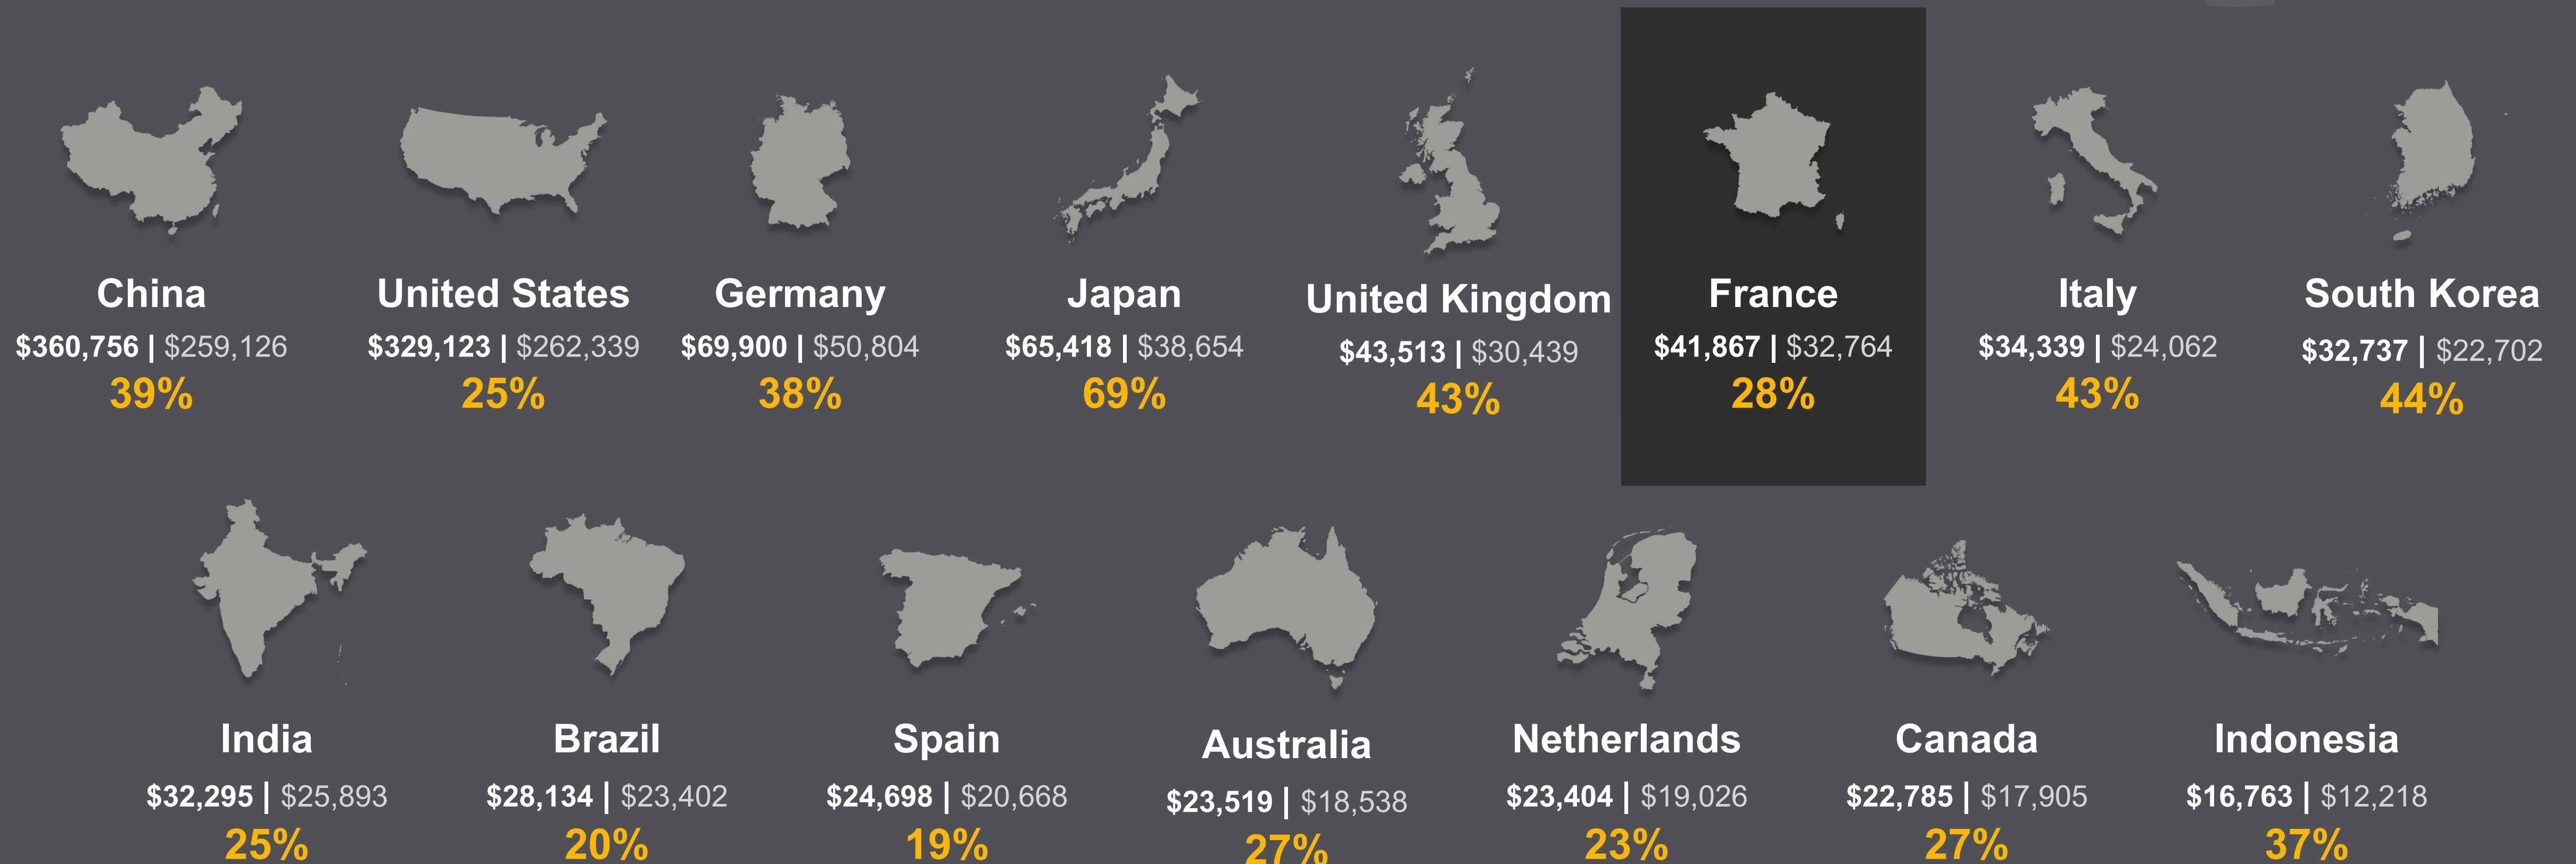 China
$360,756 | $259,126
39%
United States
$329,123 | $262,339
25%
Germany
$69,900 | $50,804
38%
Japan
$65,418 | $38,654
69%
United Kingdom
$43,513 | $30,439
43%
France
$41,867 | $32,764
28%
Italy
$34,339 | $24,062
43%
South Korea
$32,737 | $22,702
44%
India
$32,295 | $25,893
25%
Brazil
$28,134 | $23,402
20%
Spain
$24,698 | $20,668
19%
Australia
$23,519 | $18,538
27%
Netherlands
$23,404 | $19,026
23%
Canada
$22,785 | $17,905
27%
Indonesia
$16,763 | $12,218
37%